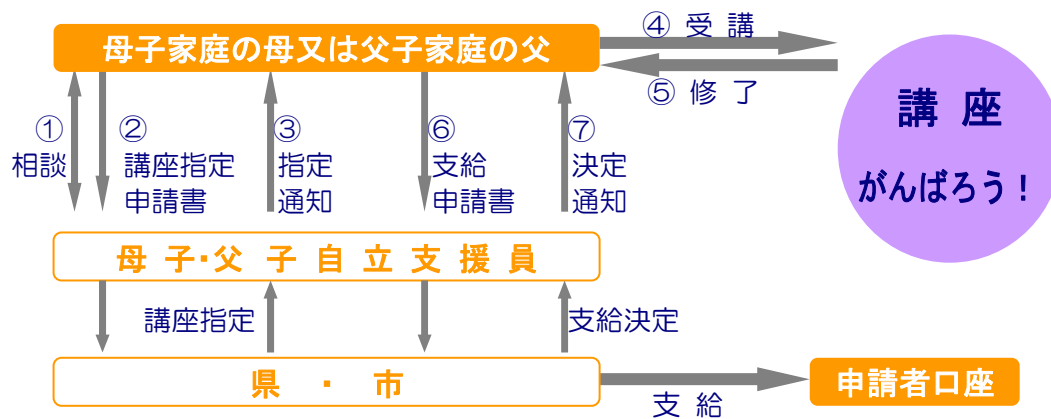 ④ 受 講
母子家庭の母又は父子家庭の父
⑤ 修 了
講 座
がんばろう！
①
相談
②
講座指定
申請書
③
指定
通知
⑥
支給
申請書
⑦
決定
通知
母 子・父 子 自 立 支 援 員
講座指定
支給決定
県 ・ 市
支 給
申請者口座